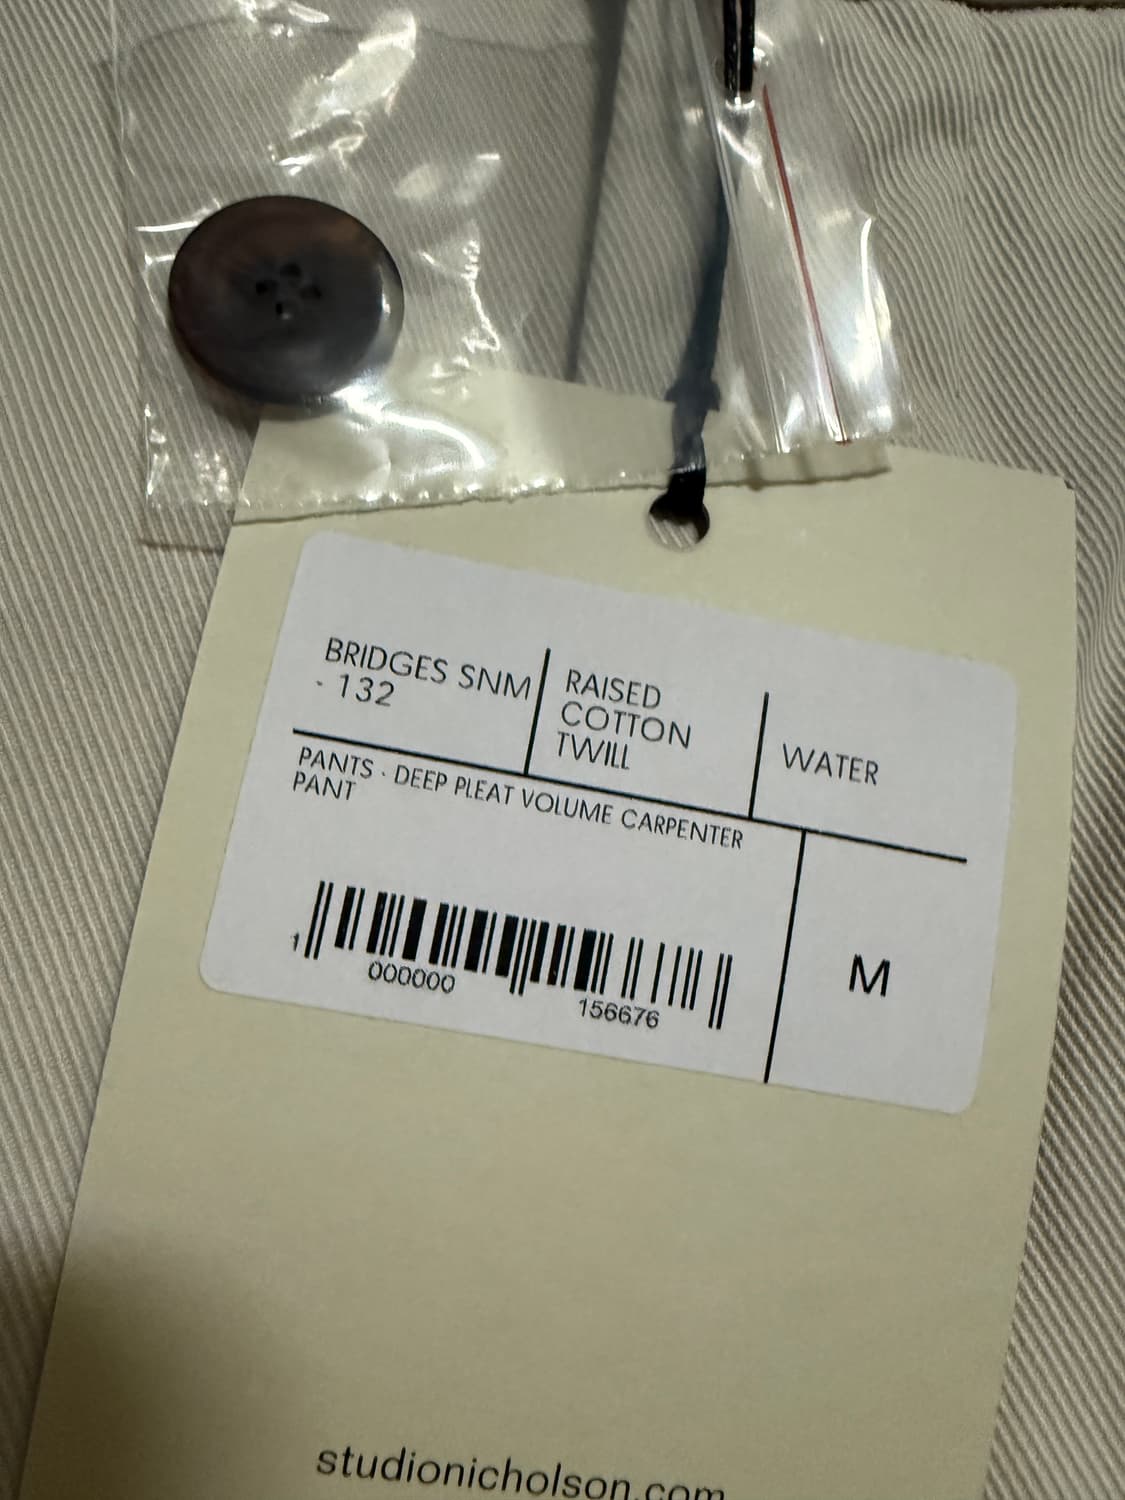 BRIDGES SNM
- 132
RAISED
COTTON
TWILL
WATER
PANTS - DEEP PLEAT VOLUME CARPENTER
PANT
1 000000 156676
M
studionicholson.com